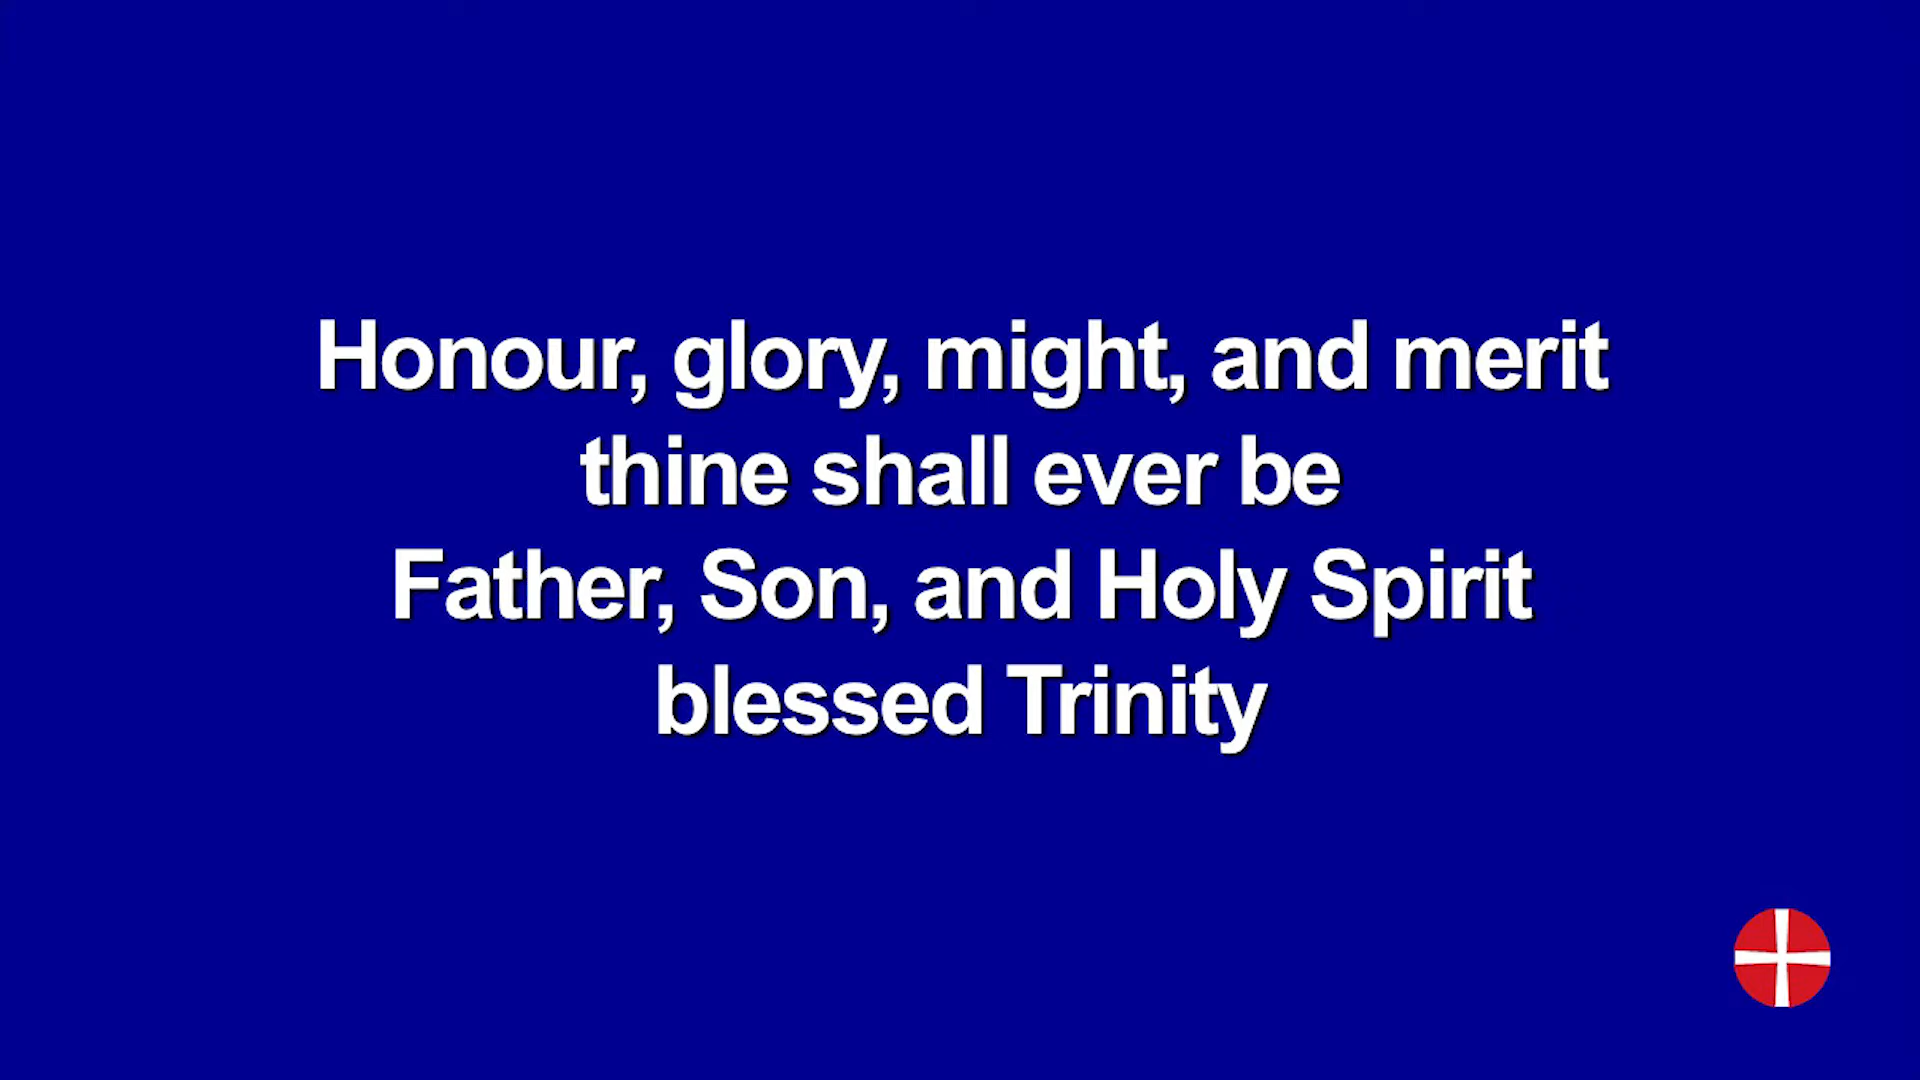 Honour, glory, might, and merit
thine shall ever be
Father, Son, and Holy Spirit
blessed Trinity